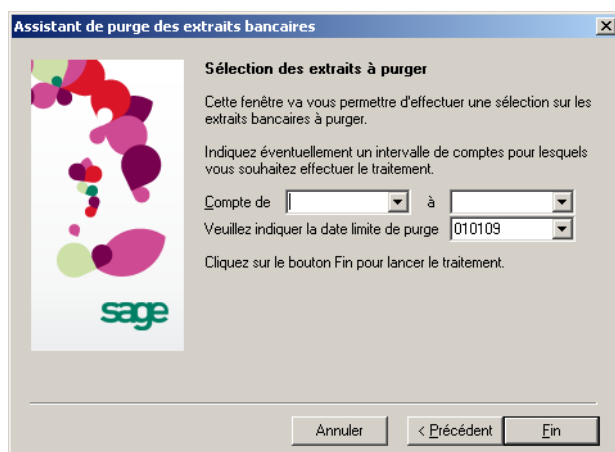 Assistant de purge des extraits bancaires
Sélection des extraits à purger
Cette fenêtre va vous permettre d'effectuer une sélection sur les
extraits bancaires à purger.
Indiquez éventuellement un intervalle de comptes pour lesquels
vous souhaitez effectuer le traitement.
Compte de à
Veuillez indiquer la date limite de purge 010109
Cliquez sur le bouton Fin pour lancer le traitement.
sage
Annuler < Précédent Fin